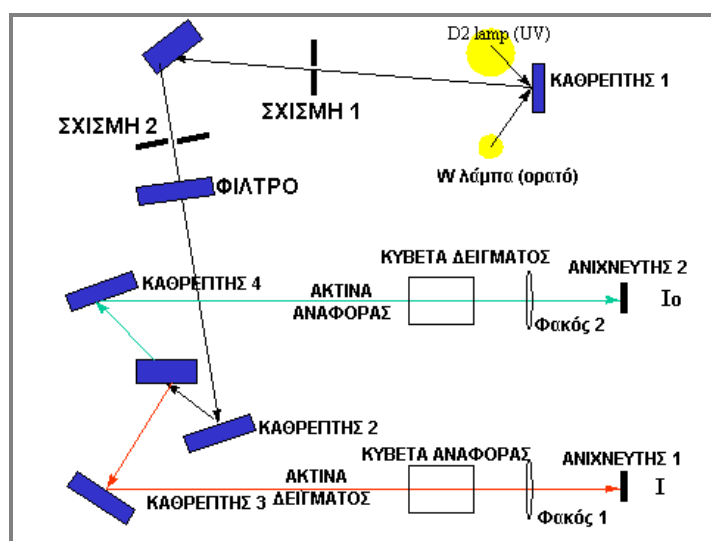 D2 lamp (UV)
ΚΑΘΡΕΠΤΗΣ 1
ΣΧΙΣΜΗ 1
ΣΧΙΣΜΗ 2
W λάμπα (ορατό)
ΦΙΛΤΡΟ
ΚΥΒΕΤΑ ΔΕΙΓΜΑΤΟΣ
ΑΝΙΧΝΕΥΤΗΣ 2
ΚΑΘΡΕΠΤΗΣ 4
ΑΚΤΙΝΑ
ΑΝΑΦΟΡΑΣ
Io
Φακός 2
ΚΑΘΡΕΠΤΗΣ 2
ΚΥΒΕΤΑ ΑΝΑΦΟΡΑΣ
ΑΝΙΧΝΕΥΤΗΣ 1
ΚΑΘΡΕΠΤΗΣ 3
ΑΚΤΙΝΑ
ΔΕΙΓΜΑΤΟΣ
I
Φακός 1